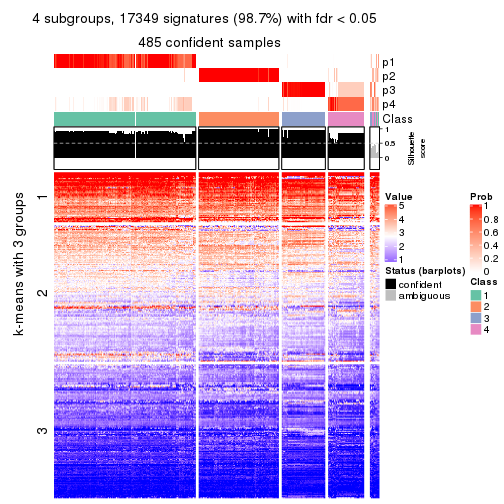 4 subgroups, 17349 signatures (98.7%) with fdr < 0.05
485 confident samples
p1
p2
p3
p4
Class
1
0.5
0
Silhouette
score
k-means with 3 groups
1
2
3
Value
5
4
3
2
1
Status (barplots)
confident
ambiguous
Prob
1
0.8
0.6
0.4
0.2
0
Class
1
2
3
4